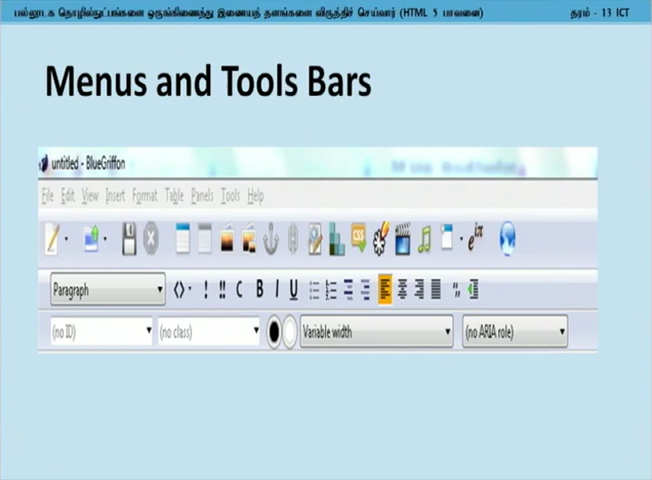 பல்லூடக தொழில்நுட்பங்களை ஒருங்கிணைத்து இணையத் தளங்களை விருத்திச் செய்வார் (HTML 5 பாவனை) தரம் - 13 ICT
Menus and Tools Bars
untitled - BlueGriffon
File Edit View Insert Format Table Panels Tools Help
CSS eiπ
Paragraph <> ! !! C B I U
(no ID) (no class) Variable width (no ARIA role)